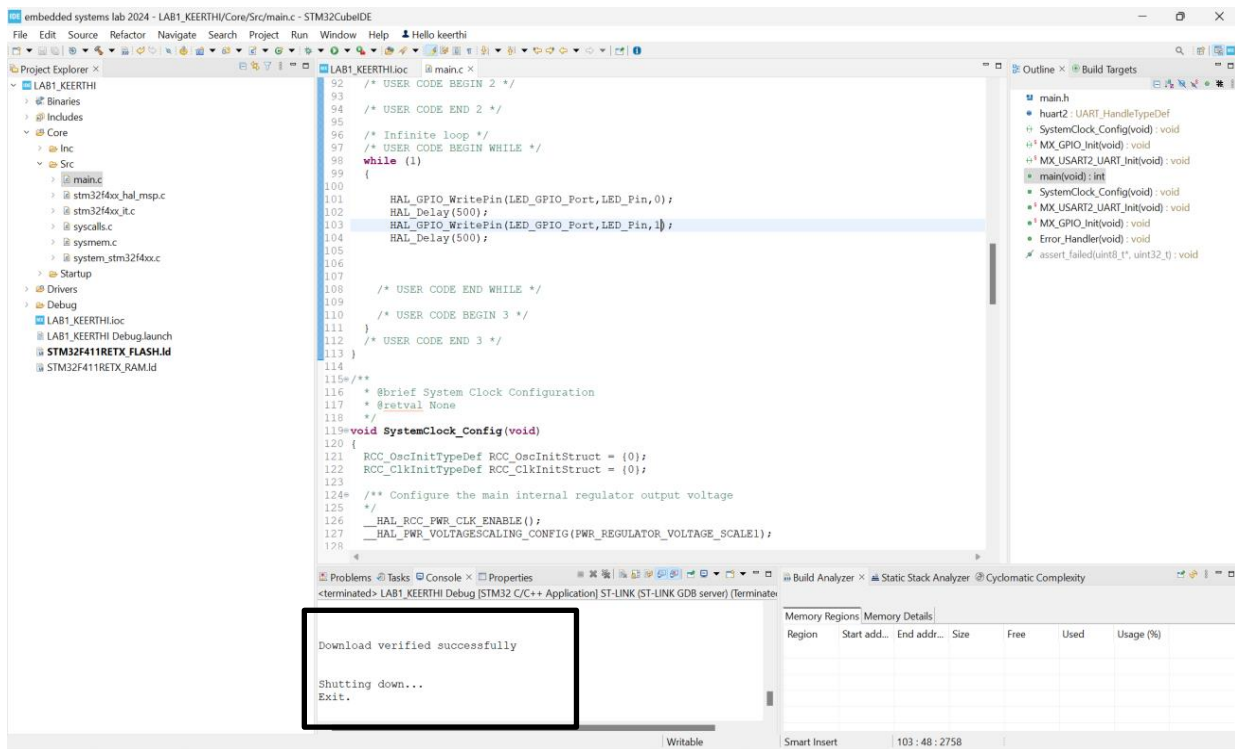 embedded systems lab 2024 - LAB1_KEERTHI/Core/Src/main.c - STM32CubeIDE
File Edit Source Refactor Navigate Search Project Run Window Help Hello keerthi
Project Explorer
LAB1_KEERTHI
Binaries
Includes
Core
Inc
Src
main.c
stm32f4xx_hal_msp.c
stm32f4xx_it.c
syscalls.c
sysmem.c
system_stm32f4xx.c
Startup
Drivers
Debug
LAB1_KEERTHI.ioc
LAB1_KEERTHI Debug.launch
STM32F411RETX_FLASH.ld
STM32F411RETX_RAM.ld
LAB1_KEERTHI.ioc main.c
92 /* USER CODE BEGIN 2 */
93
94 /* USER CODE END 2 */
95
96 /* Infinite loop */
97 /* USER CODE BEGIN WHILE */
98 while (1)
99 {
100
101 HAL_GPIO_WritePin(LED_GPIO_Port,LED_Pin,0);
102 HAL_Delay(500);
103 HAL_GPIO_WritePin(LED_GPIO_Port,LED_Pin,1);
104 HAL_Delay(500);
105
106
107
108 /* USER CODE END WHILE */
109
110 /* USER CODE BEGIN 3 */
111 }
112 /* USER CODE END 3 */
113 }
114
115 /**
116 * @brief System Clock Configuration
117 * @retval None
118 */
119 void SystemClock_Config(void)
120 {
121 RCC_OscInitTypeDef RCC_OscInitStruct = {0};
122 RCC_ClkInitTypeDef RCC_ClkInitStruct = {0};
123
124 /** Configure the main internal regulator output voltage
125 */
126 __HAL_RCC_PWR_CLK_ENABLE();
127 __HAL_PWR_VOLTAGESCALING_CONFIG(PWR_REGULATOR_VOLTAGE_SCALE1);
128
Outline Build Targets
main.h
huart2 : UART_HandleTypeDef
SystemClock_Config(void) : void
MX_GPIO_Init(void) : void
MX_USART2_UART_Init(void) : void
main(void) : int
SystemClock_Config(void) : void
MX_USART2_UART_Init(void) : void
MX_GPIO_Init(void) : void
Error_Handler(void) : void
assert_failed(uint8_t*, uint32_t) : void
Problems Tasks Console Properties
<terminated> LAB1_KEERTHI Debug [STM32 C/C++ Application] ST-LINK (ST-LINK GDB server) (Terminate
Download verified successfully
Shutting down...
Exit.
Build Analyzer Static Stack Analyzer Cyclomatic Complexity
Memory Regions Memory Details
Region Start add... End addr... Size Free Used Usage (%)
Writable Smart Insert 103 : 48 : 2758